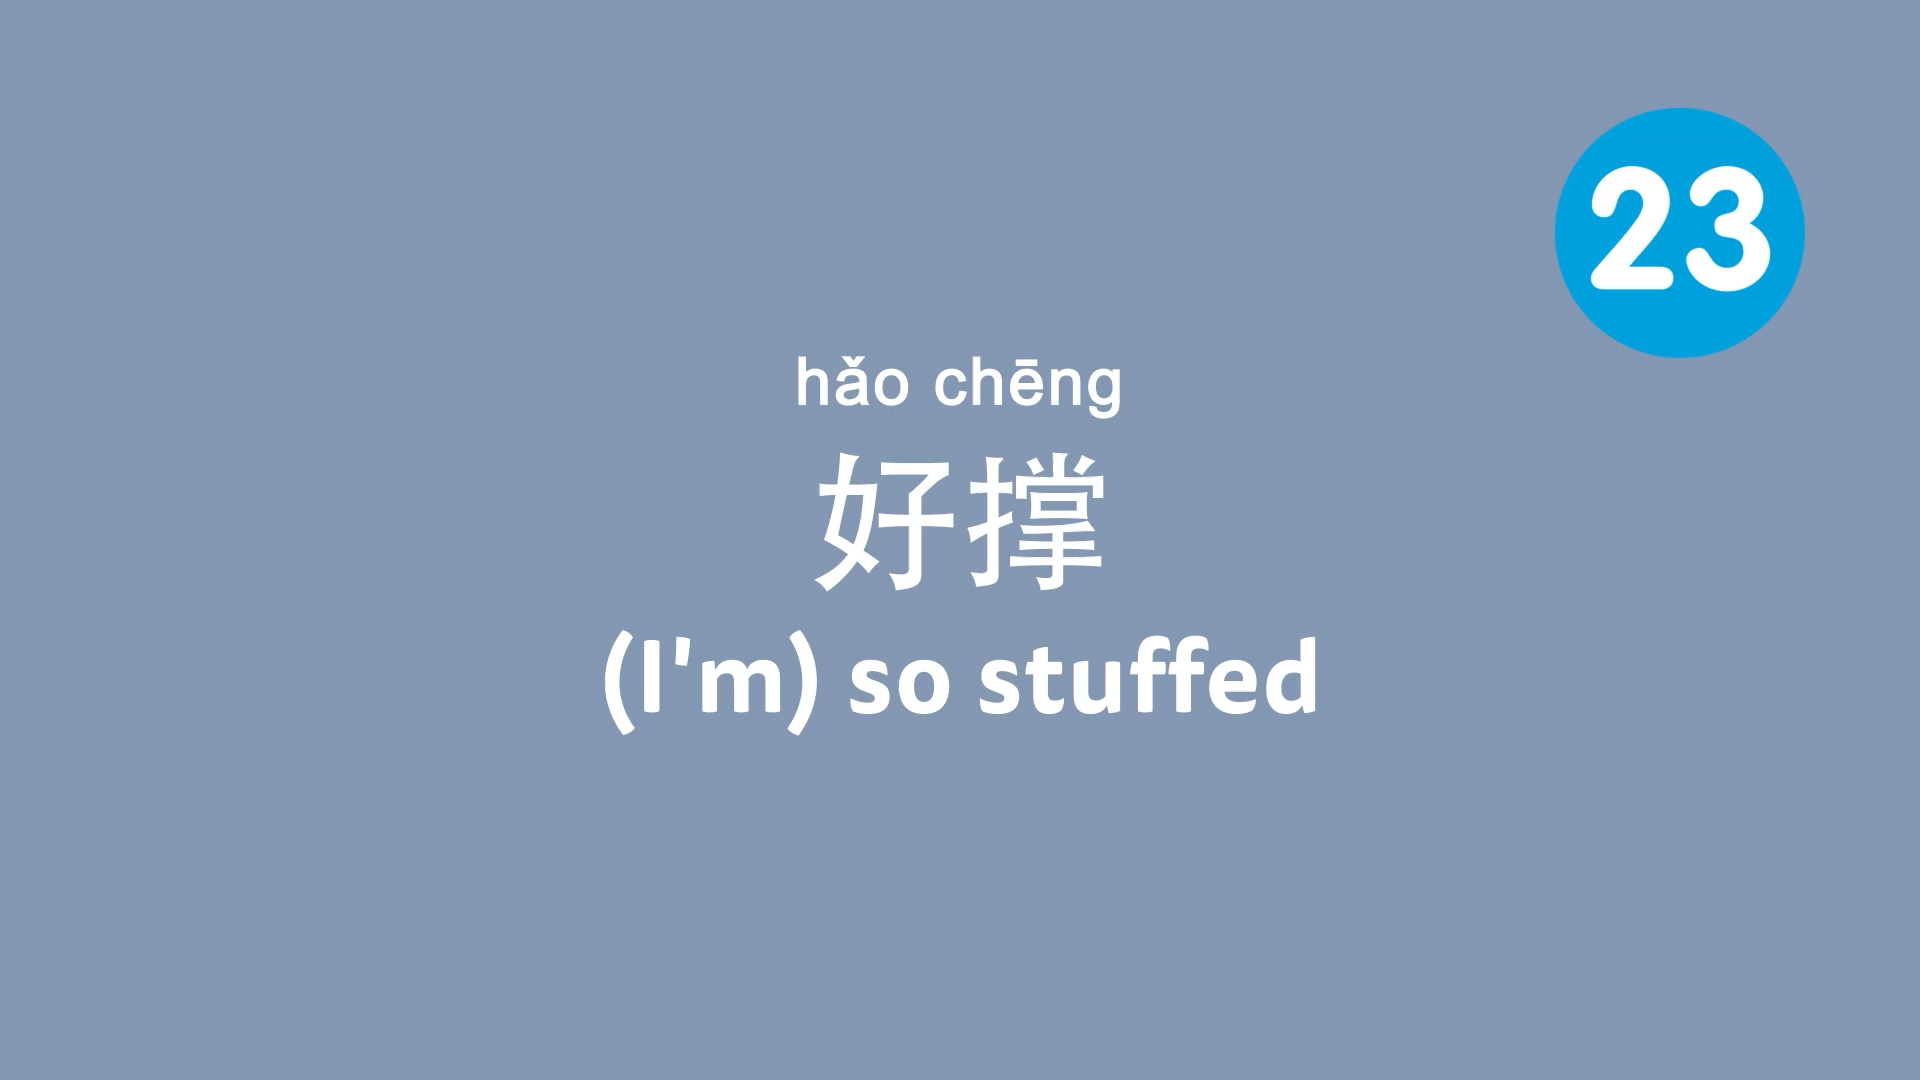 23
hǎo chēng
好撑
(I'm) so stuffed